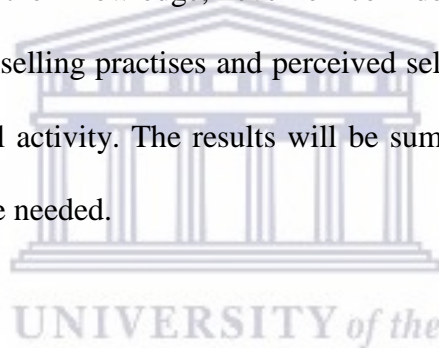 selling practises and perceived sel
l activity. The results will be sum
e needed.
UNIVERSITY of the